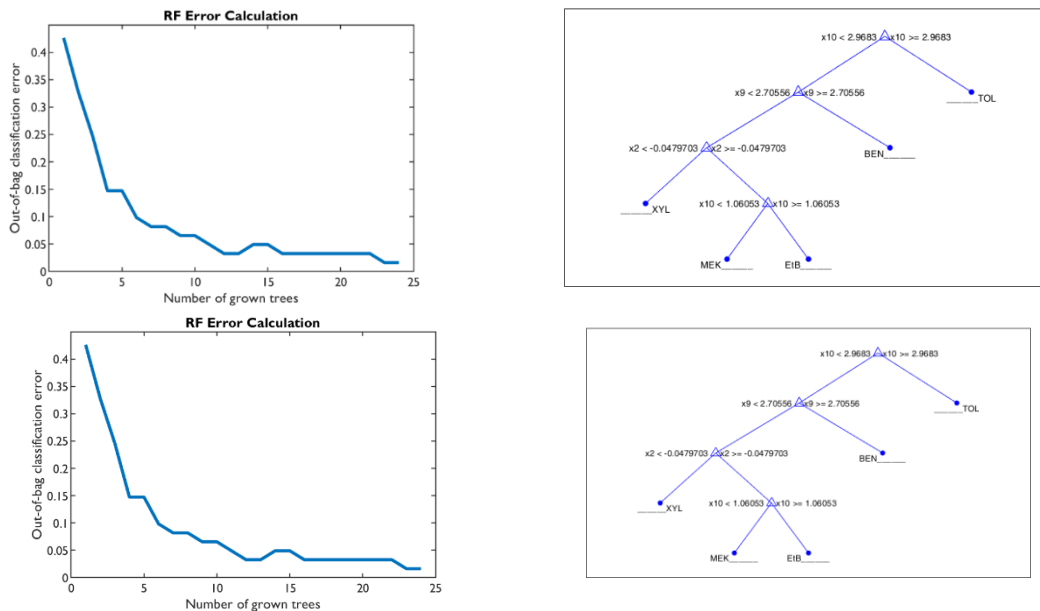 RF Error Calculation
Out-of-bag classification error
0.4
0.35
0.3
0.25
0.2
0.15
0.1
0.05
0
0 5 10 15 20 25
Number of grown trees
x10 < 2.9683 x10 >= 2.9683
x9 < 2.70556 x9 >= 2.70556
______TOL
x2 < -0.0479703 x2 >= -0.0479703
BEN______
______XYL
x10 < 1.06053 x10 >= 1.06053
MEK______ EtB______
RF Error Calculation
Out-of-bag classification error
0.4
0.35
0.3
0.25
0.2
0.15
0.1
0.05
0
0 5 10 15 20 25
Number of grown trees
x10 < 2.9683 x10 >= 2.9683
x9 < 2.70556 x9 >= 2.70556
______TOL
x2 < -0.0479703 x2 >= -0.0479703
BEN______
______XYL
x10 < 1.06053 x10 >= 1.06053
MEK______ EtB______